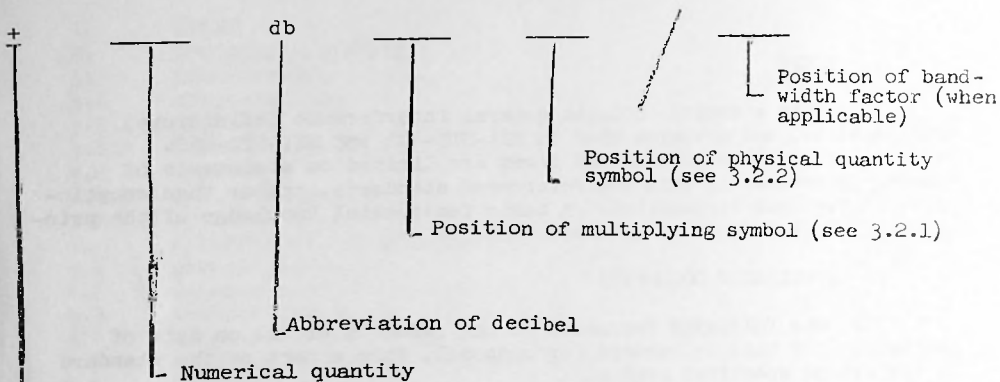 + db /
Position of band-
width factor (when
applicable)
Position of physical quantity
symbol (see 3.2.2)
Position of multiplying symbol (see 3.2.1)
Abbreviation of decibel
Numerical quantity